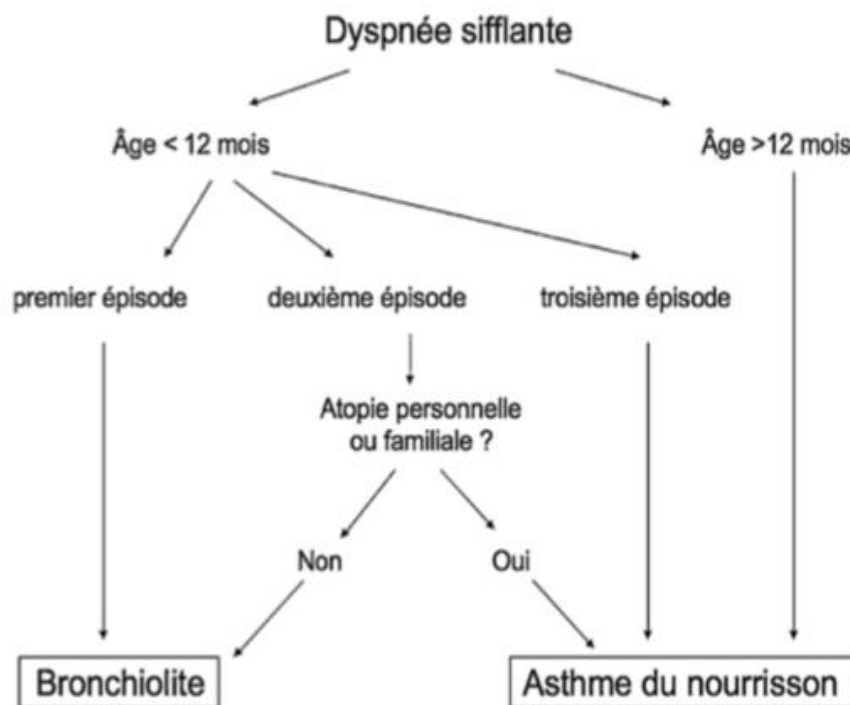 Dyspnée sifflante
Âge < 12 mois
Âge >12 mois
premier épisode
deuxième épisode
troisième épisode
Atopie personnelle
ou familiale ?
Non
Oui
Bronchiolite
Asthme du nourrisson